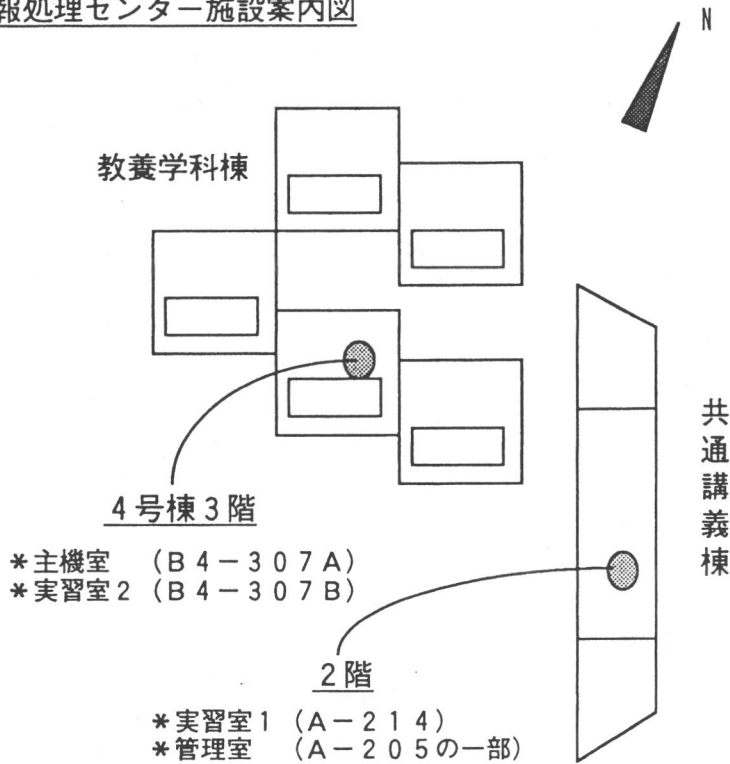 報処理センター施設案内図
N
教養学科棟
共通講義棟
4号棟3階
*主機室 (B4-307A)
*実習室2 (B4-307B)
2階
*実習室1 (A-214)
*管理室 (A-205の一部)